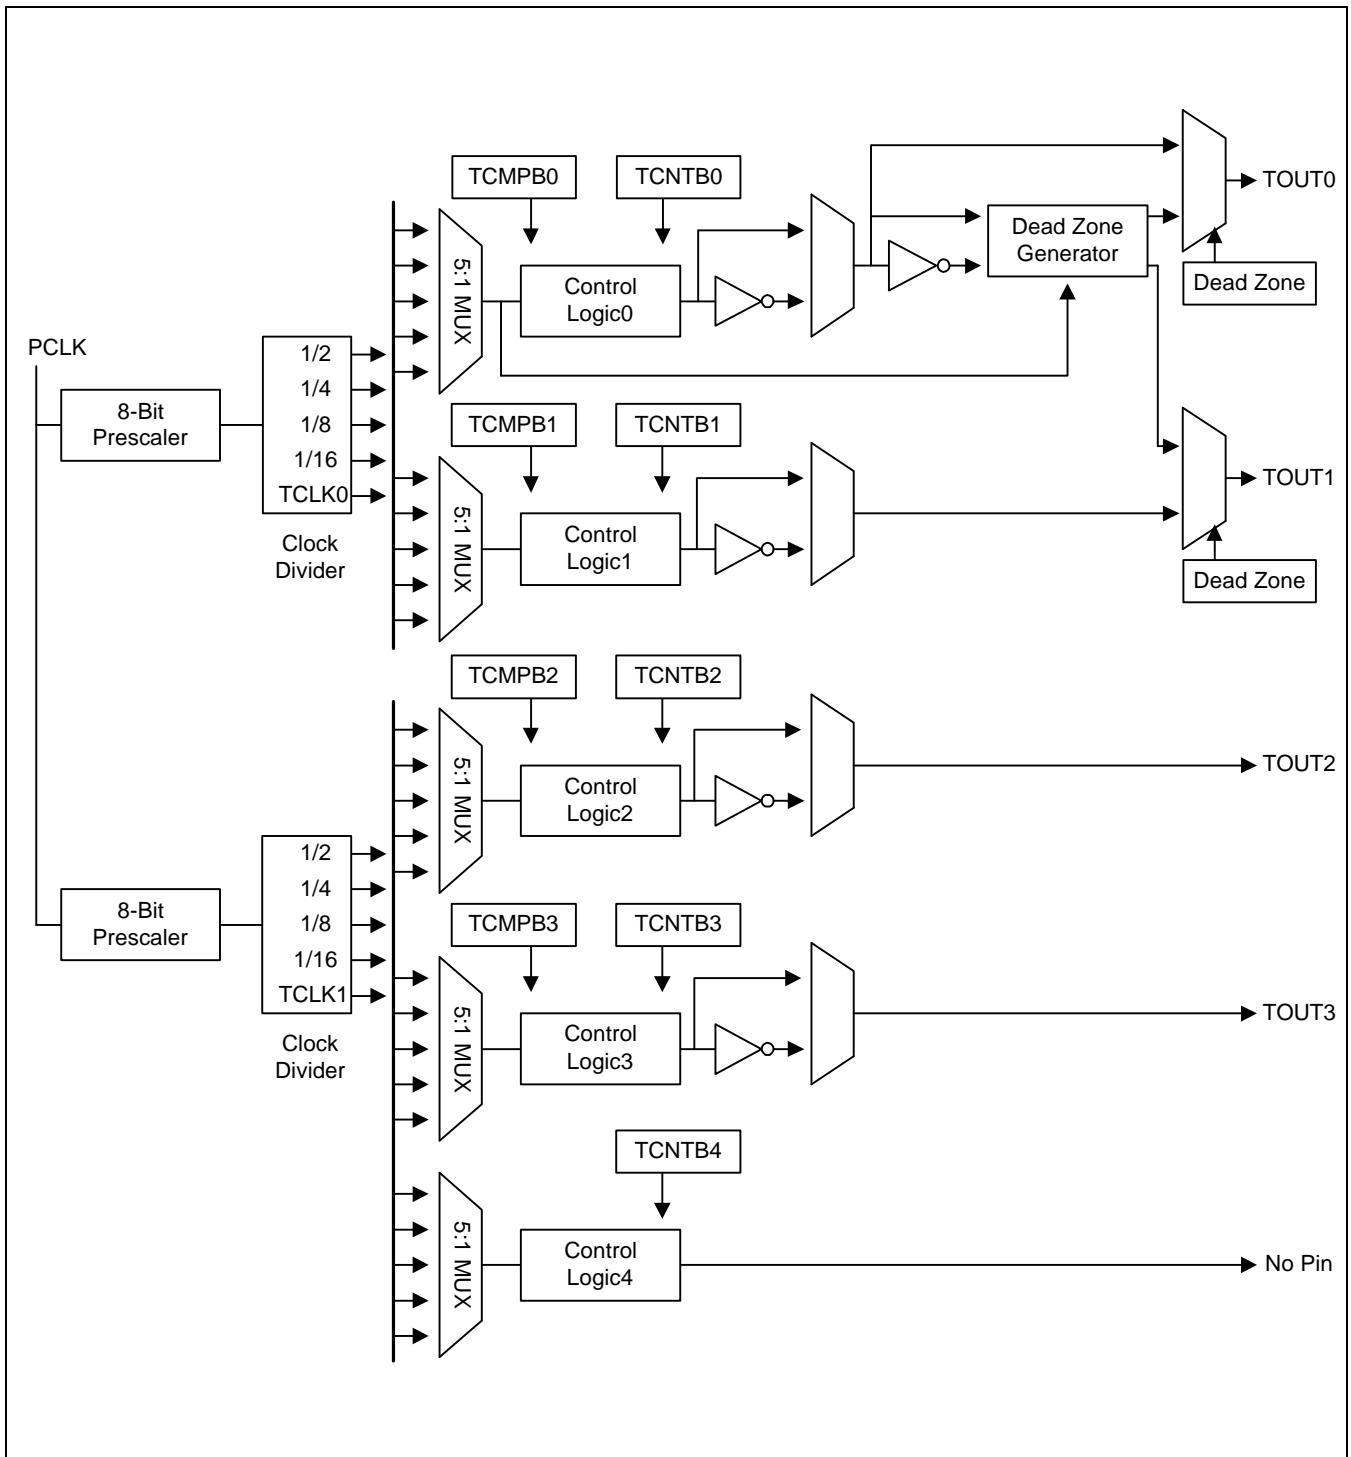 TCMPB0
TCNTB0
TOUT0
Dead Zone
Generator
5:1 MUX
Control
Logic0
Dead Zone
PCLK
1/2
1/4
1/8
1/16
TCLK0
8-Bit
Prescaler
Clock
Divider
TCMPB1
TCNTB1
TOUT1
5:1 MUX
Control
Logic1
Dead Zone
TCMPB2
TCNTB2
5:1 MUX
Control
Logic2
TOUT2
1/2
1/4
1/8
1/16
TCLK1
8-Bit
Prescaler
Clock
Divider
TCMPB3
TCNTB3
5:1 MUX
Control
Logic3
TOUT3
TCNTB4
5:1 MUX
Control
Logic4
No Pin